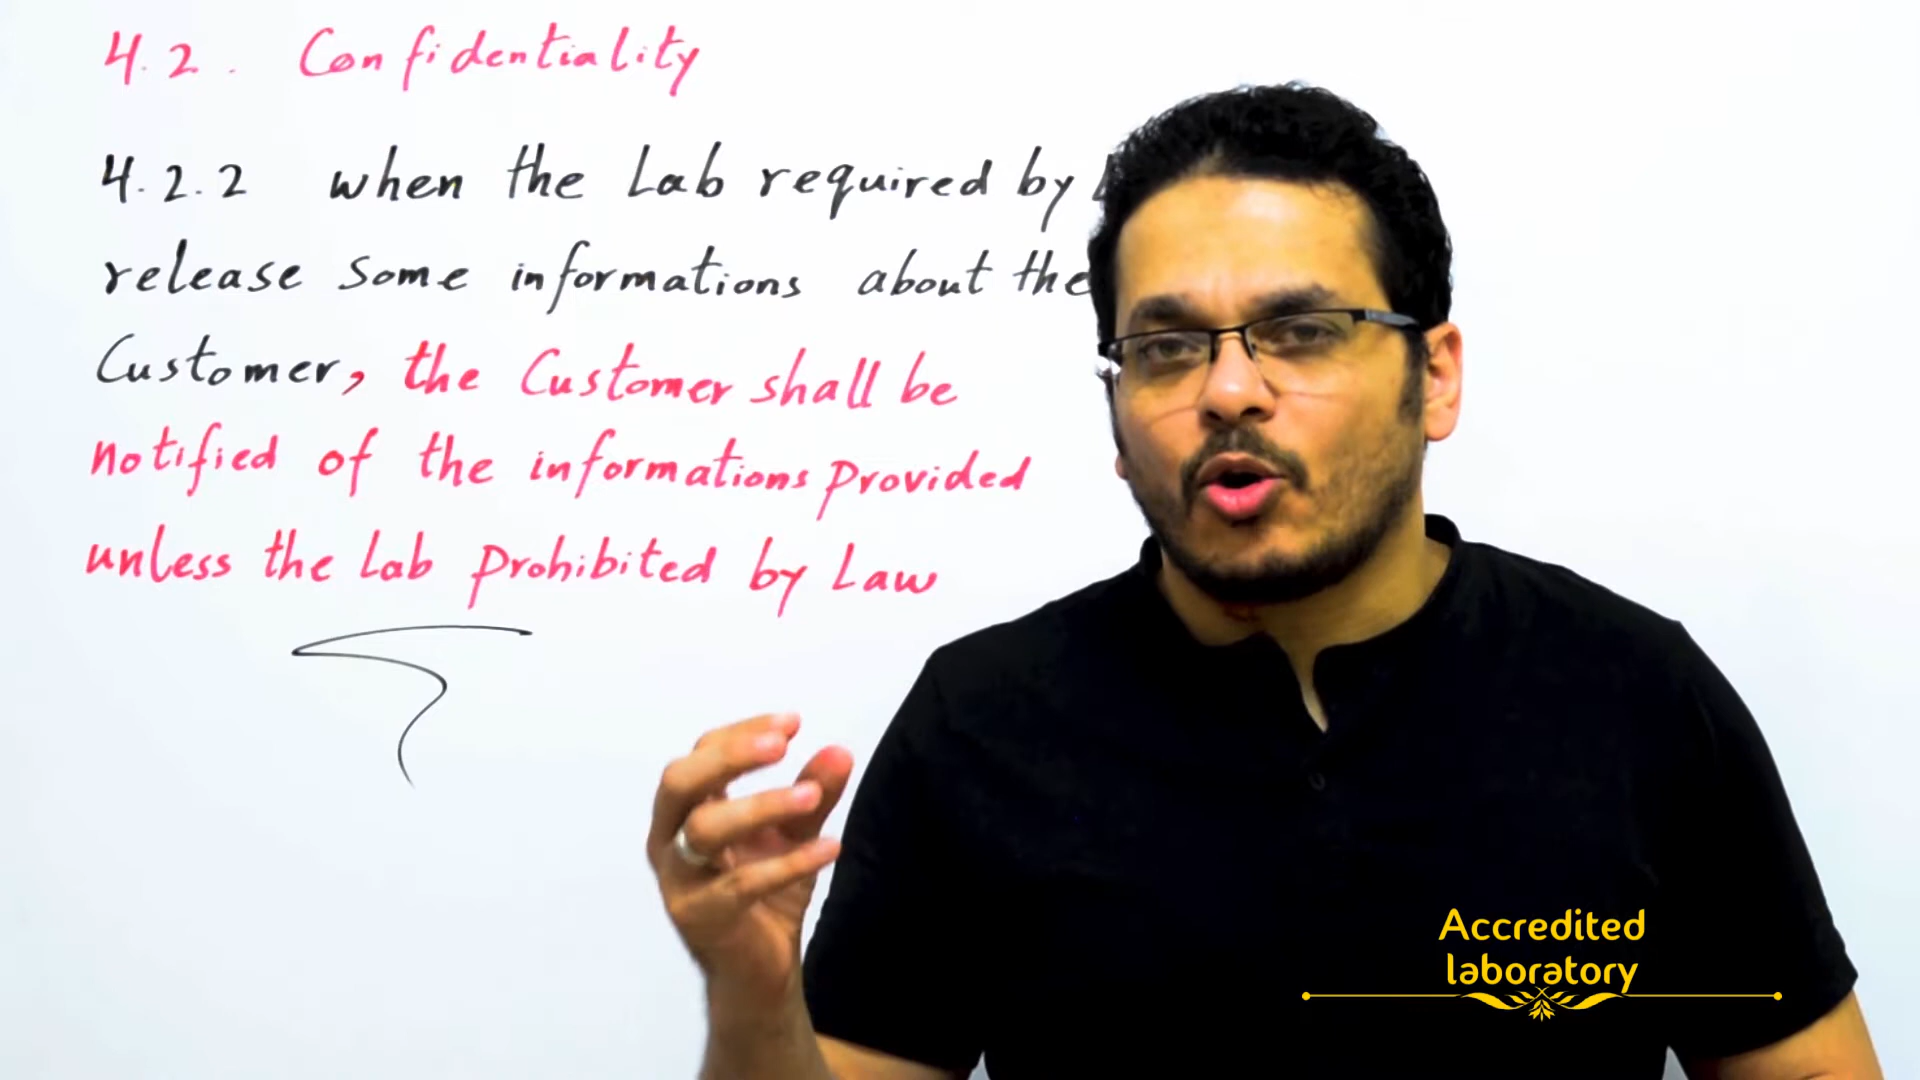 4.2. Confidentiality
4.2.2 when the Lab required by
release some informations about the
Customer, the Customer shall be
notified of the informations provided
unless the Lab prohibited by Law
Accredited
laboratory